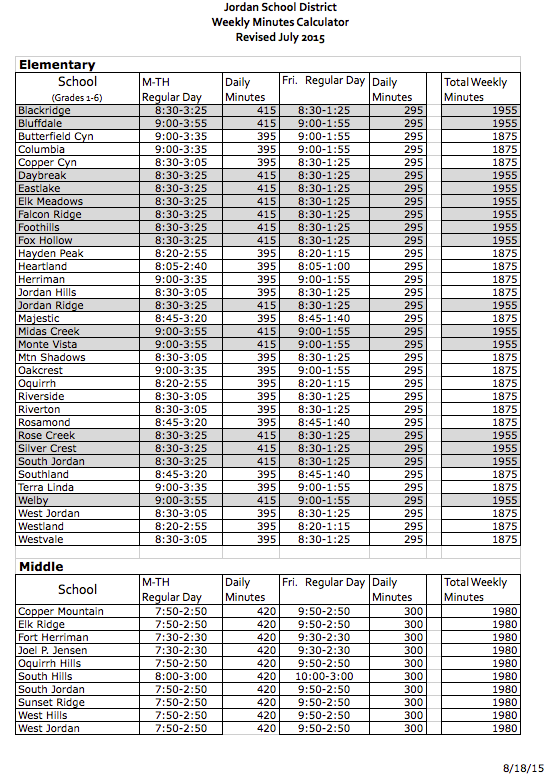 Jordan School District
Weekly Minutes Calculator
Revised July 2015
Elementary
School (Grades 1-6) M-TH Regular Day Daily Minutes Fri. Regular Day Daily Minutes Total Weekly Minutes
Blackridge 8:30-3:25 415 8:30-1:25 295 1955
Bluffdale 9:00-3:55 415 9:00-1:55 295 1955
Butterfield Cyn 9:00-3:35 395 9:00-1:55 295 1875
Columbia 9:00-3:35 395 9:00-1:55 295 1875
Copper Cyn 8:30-3:05 395 8:30-1:25 295 1875
Daybreak 8:30-3:25 415 8:30-1:25 295 1955
Eastlake 8:30-3:25 415 8:30-1:25 295 1955
Elk Meadows 8:30-3:25 415 8:30-1:25 295 1955
Falcon Ridge 8:30-3:25 415 8:30-1:25 295 1955
Foothills 8:30-3:25 415 8:30-1:25 295 1955
Fox Hollow 8:30-3:25 415 8:30-1:25 295 1955
Hayden Peak 8:20-2:55 395 8:20-1:15 295 1875
Heartland 8:05-2:40 395 8:05-1:00 295 1875
Herriman 9:00-3:35 395 9:00-1:55 295 1875
Jordan Hills 8:30-3:05 395 8:30-1:25 295 1875
Jordan Ridge 8:30-3:25 415 8:30-1:25 295 1955
Majestic 8:45-3:20 395 8:45-1:40 295 1875
Midas Creek 9:00-3:55 415 9:00-1:55 295 1955
Monte Vista 9:00-3:55 415 9:00-1:55 295 1955
Mtn Shadows 8:30-3:05 395 8:30-1:25 295 1875
Oakcrest 9:00-3:35 395 9:00-1:55 295 1875
Oquirrh 8:20-2:55 395 8:20-1:15 295 1875
Riverside 8:30-3:05 395 8:30-1:25 295 1875
Riverton 8:30-3:05 395 8:30-1:25 295 1875
Rosamond 8:45-3:20 395 8:45-1:40 295 1875
Rose Creek 8:30-3:25 415 8:30-1:25 295 1955
Silver Crest 8:30-3:25 415 8:30-1:25 295 1955
South Jordan 8:30-3:25 415 8:30-1:25 295 1955
Southland 8:45-3:20 395 8:45-1:40 295 1875
Terra Linda 9:00-3:35 395 9:00-1:55 295 1875
Welby 9:00-3:55 415 9:00-1:55 295 1955
West Jordan 8:30-3:05 395 8:30-1:25 295 1875
Westland 8:20-2:55 395 8:20-1:15 295 1875
Westvale 8:30-3:05 395 8:30-1:25 295 1875
Middle
School M-TH Regular Day Daily Minutes Fri. Regular Day Daily Minutes Total Weekly Minutes
Copper Mountain 7:50-2:50 420 9:50-2:50 300 1980
Elk Ridge 7:50-2:50 420 9:50-2:50 300 1980
Fort Herriman 7:30-2:30 420 9:30-2:30 300 1980
Joel P. Jensen 7:30-2:30 420 9:30-2:30 300 1980
Oquirrh Hills 7:50-2:50 420 9:50-2:50 300 1980
South Hills 8:00-3:00 420 10:00-3:00 300 1980
South Jordan 7:50-2:50 420 9:50-2:50 300 1980
Sunset Ridge 7:50-2:50 420 9:50-2:50 300 1980
West Hills 7:50-2:50 420 9:50-2:50 300 1980
West Jordan 7:50-2:50 420 9:50-2:50 300 1980
8/18/15